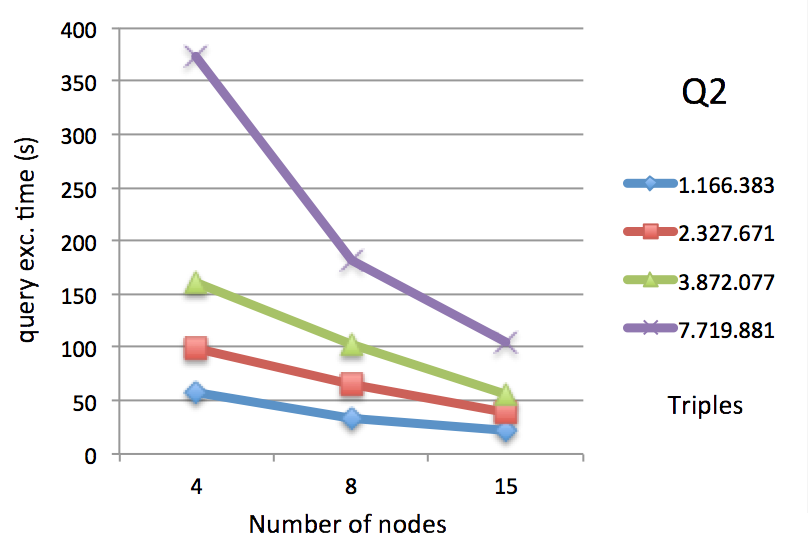 400
350
300
250
200
150
100
50
0
query exc. time (s)
4 8 15
Number of nodes
Q2
1.166.383
2.327.671
3.872.077
7.719.881
Triples